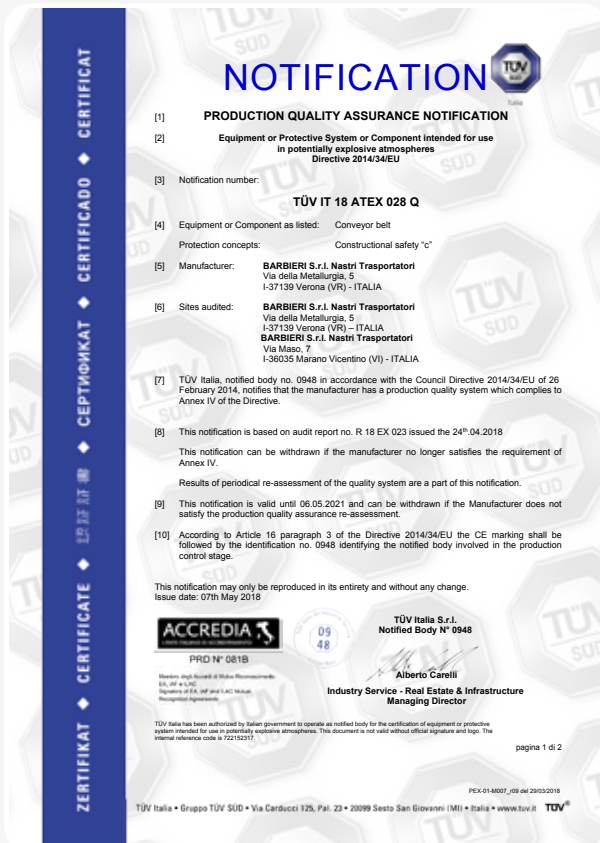 NOTIFICATION
TÜV
SÜD
Italia
[1] PRODUCTION QUALITY ASSURANCE NOTIFICATION
[2] Equipment or Protective System or Component intended for use
in potentially explosive atmospheres
Directive 2014/34/EU
[3] Notification number:
TÜV IT 18 ATEX 028 Q
[4] Equipment or Component as listed: Conveyor belt
Protection concepts: Constructional safety "c"
[5] Manufacturer: BARBIERI S.r.l. Nastri Trasportatori
Via della Metallurgia, 5
I-37139 Verona (VR) - ITALIA
[6] Sites audited: BARBIERI S.r.l. Nastri Trasportatori
Via della Metallurgia, 5
I-37139 Verona (VR) – ITALIA
BARBIERI S.r.l. Nastri Trasportatori
Via Maso, 7
I-36035 Marano Vicentino (VI) - ITALIA
[7] TÜV Italia, notified body no. 0948 in accordance with the Council Directive 2014/34/EU of 26
February 2014, notifies that the manufacturer has a production quality system which complies to
Annex IV of the Directive.
[8] This notification is based on audit report no. R 18 EX 023 issued the 24th.04.2018
This notification can be withdrawn if the manufacturer no longer satisfies the requirement of
Annex IV.
Results of periodical re-assessment of the quality system are a part of this notification.
[9] This notification is valid until 06.05.2021 and can be withdrawn if the Manufacturer does not
satisfy the production quality assurance re-assessment.
[10] According to Article 16 paragraph 3 of the Directive 2014/34/EU the CE marking shall be
followed by the identification no. 0948 identifying the notified body involved in the production
control stage.
This notification may only be reproduced in its entirety and without any change.
Issue date: 07th May 2018
ACCREDIA
PRD N° 081B
Membro degli Accordi di Mutuo Riconoscimento
EA, IAF e ILAC
Signatory of EA, IAF and ILAC Mutual
Recognition Agreements
09
48
TÜV Italia S.r.l.
Notified Body N° 0948
Alberto Carelli
Industry Service - Real Estate & Infrastructure
Managing Director
TÜV Italia has been authorized by Italian government to operate as notified body for the certification of equipment or protective
system intended for use in potentially explosive atmospheres. This document is not valid without official signature and logo. The
internal reference code is 722152317.
pagina 1 di 2
PEX-01-M007_r09 del 29/03/2018
TÜV Italia • Gruppo TÜV SÜD • Via Carducci 125, Pal. 23 • 20099 Sesto San Giovanni (MI) • Italia • www.tuv.it TÜV®
ZERTIFIKAT ◆ CERTIFICATE ◆ ◆ СЕРТИФИКАТ ◆ CERTIFICADO ◆ CERTIFICAT